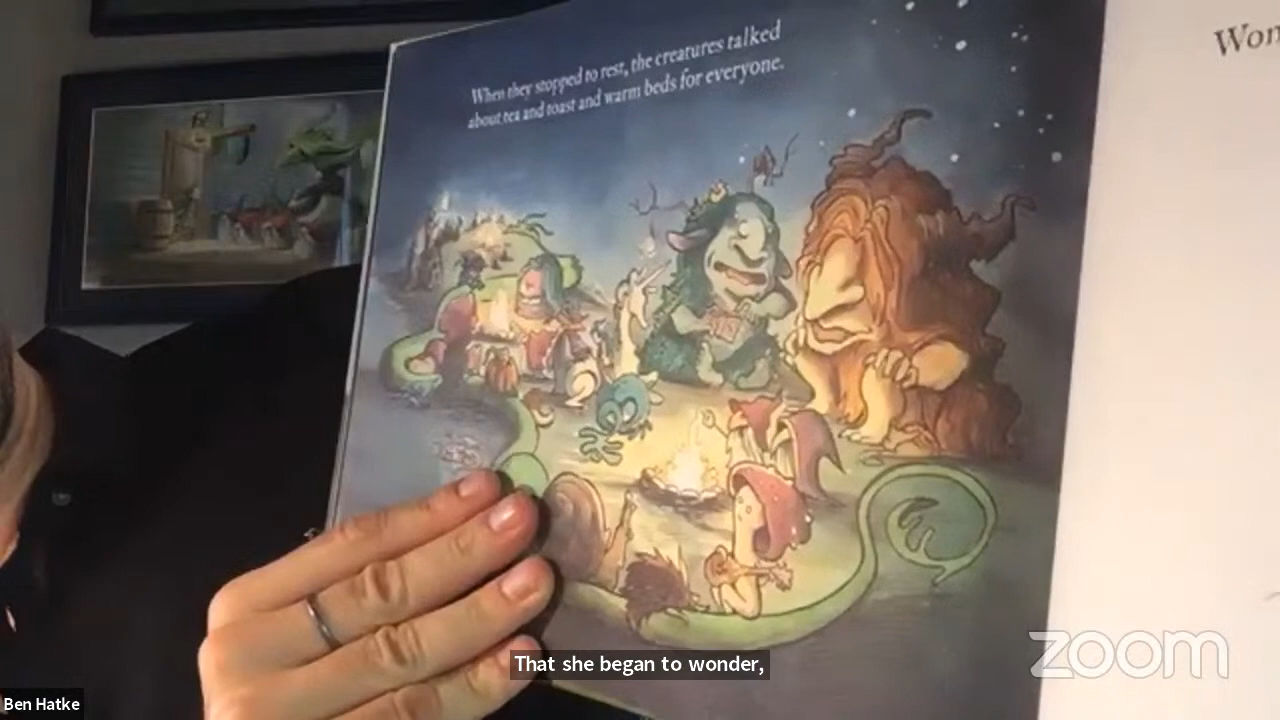 When they stopped to rest, the creatures talked
about tea and toast and warm beds for everyone.
Won
That she began to wonder,
zoom
Ben Hatke